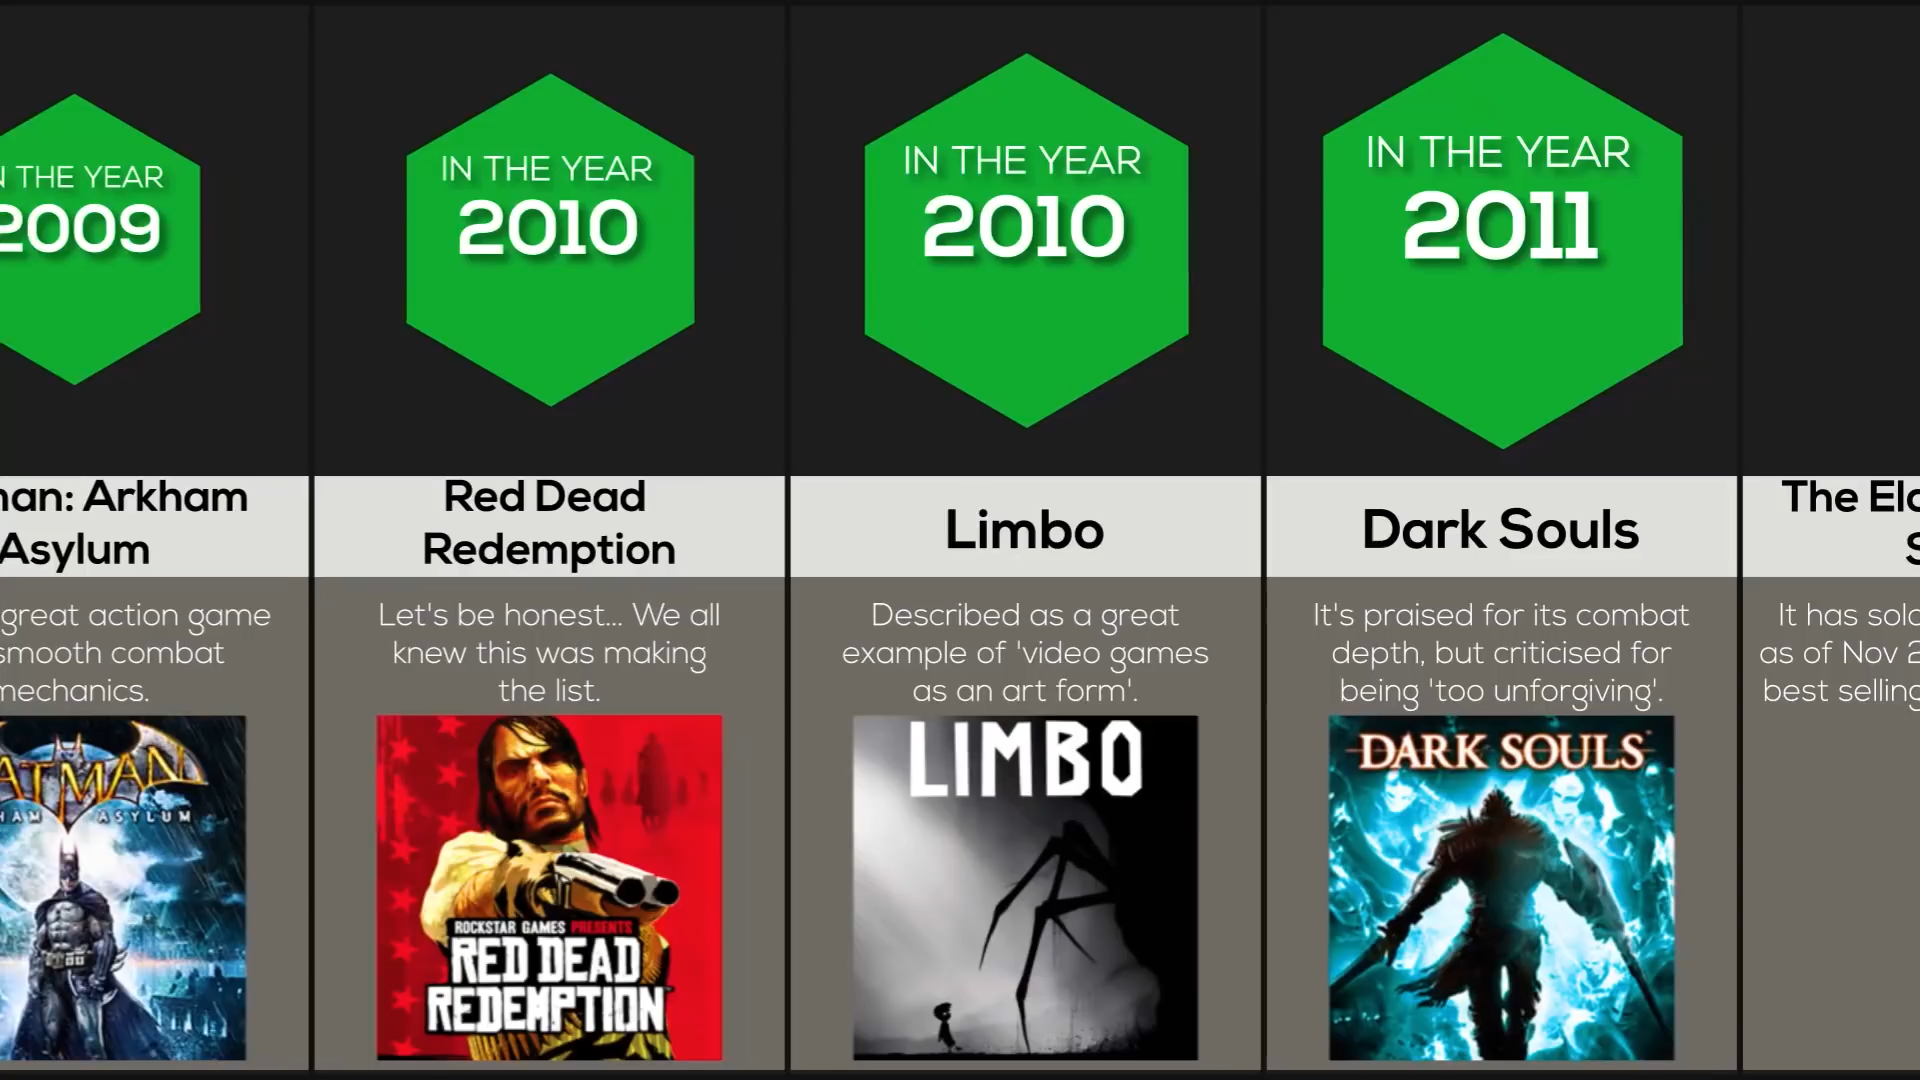 THE YEAR
2009
Arkham
Asylum
great action game
smooth combat
mechanics.
ARKHAM ASYLUM
IN THE YEAR
2010
Red Dead
Redemption
Let's be honest... We all
knew this was making
the list.
ROCKSTAR GAMES PRESENTS
RED DEAD
REDEMPTION
IN THE YEAR
2010
Limbo
Described as a great
example of 'video games
as an art form'.
LIMBO
IN THE YEAR
2011
Dark Souls
It's praised for its combat
depth, but criticised for
being 'too unforgiving'.
DARK SOULS
The
It has
as of Nov
best selling